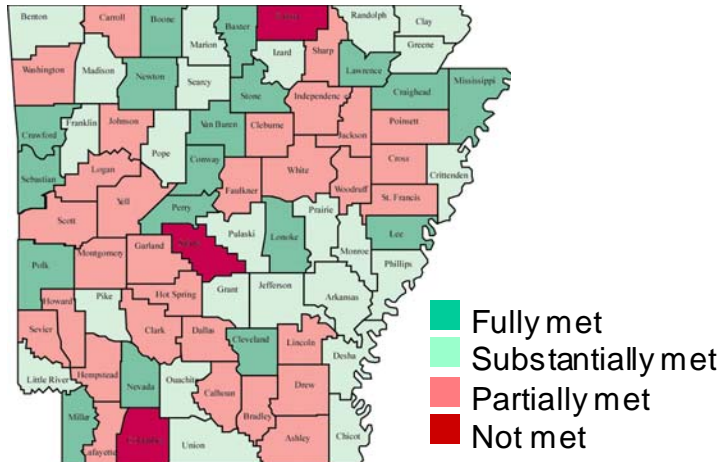 Benton
Carroll
Boone
Baxter
Randolph
Clay
Marion
Izard
Sharp
Greene
Washington
Madison
Newton
Searcy
Lawrence
Mississippi
Stone
Independenc e
Craighead
Crawford
Franklin
Johnson
Van Baren
Cleburne
Jackson
Poinsett
Pope
Conway
Cross
Sebastian
Logan
White
Crittenden
Faulkner
Woodruff
St. Francis
Yell
Scott
Perry
Prairie
Pulaski
Lonoke
Lee
Garland
Monroe
Montgomery
Phillips
Polk
Grant
Jefferson
Hot Spring
Arkansas
Howard
Pike
Sevier
Clark
Dallas
Cleveland
Lincoln
Desha
Little River
Hempstead
Nevada
Ouachit
Calhoun
Drew
Miller
Bradley
Lafayette
Union
Ashley
Chicot
Fully met
Substantially met
Partially met
Not met